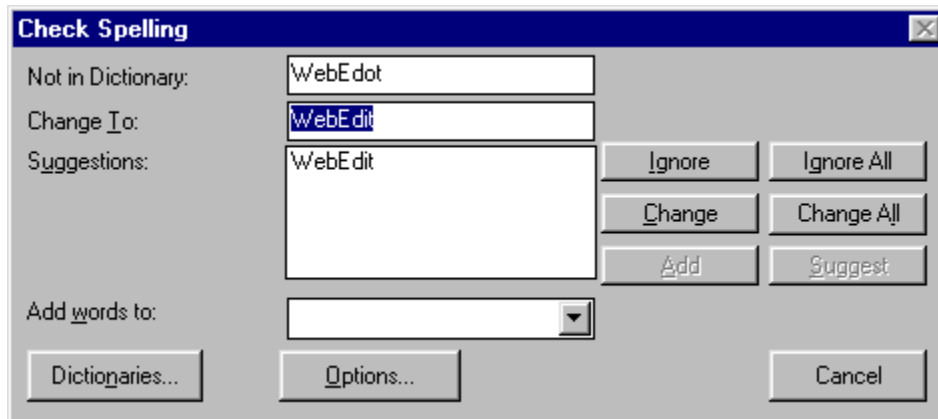 Check Spelling
Not in Dictionary: WebEdot
Change To: WebEdit
Suggestions: WebEdit
Ignore Ignore All
Change Change All
Add Suggest
Add words to:
Dictionaries... Options... Cancel